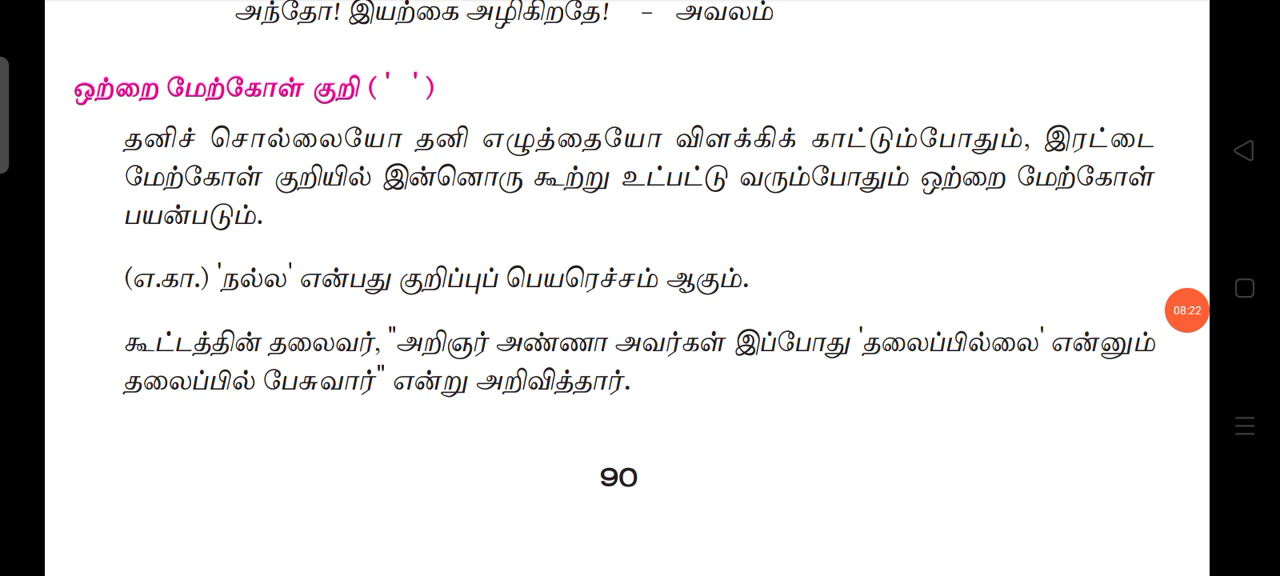 அந்தோ! இயற்கை அழிகிறதே! – அவலம்
ஒற்றை மேற்கோள் குறி (' ')
தனிச் சொல்லையோ தனி எழுத்தையோ விளக்கிக் காட்டும்போதும், இரட்டை
மேற்கோள் குறியில் இன்னொரு கூற்று உட்பட்டு வரும்போதும் ஒற்றை மேற்கோள்
பயன்படும்.
(எ.கா.) 'நல்ல' என்பது குறிப்புப் பெயரெச்சம் ஆகும்.
கூட்டத்தின் தலைவர், "அறிஞர் அண்ணா அவர்கள் இப்போது 'தலைப்பில்லை' என்னும்
தலைப்பில் பேசுவார்" என்று அறிவித்தார்.
90
08:22